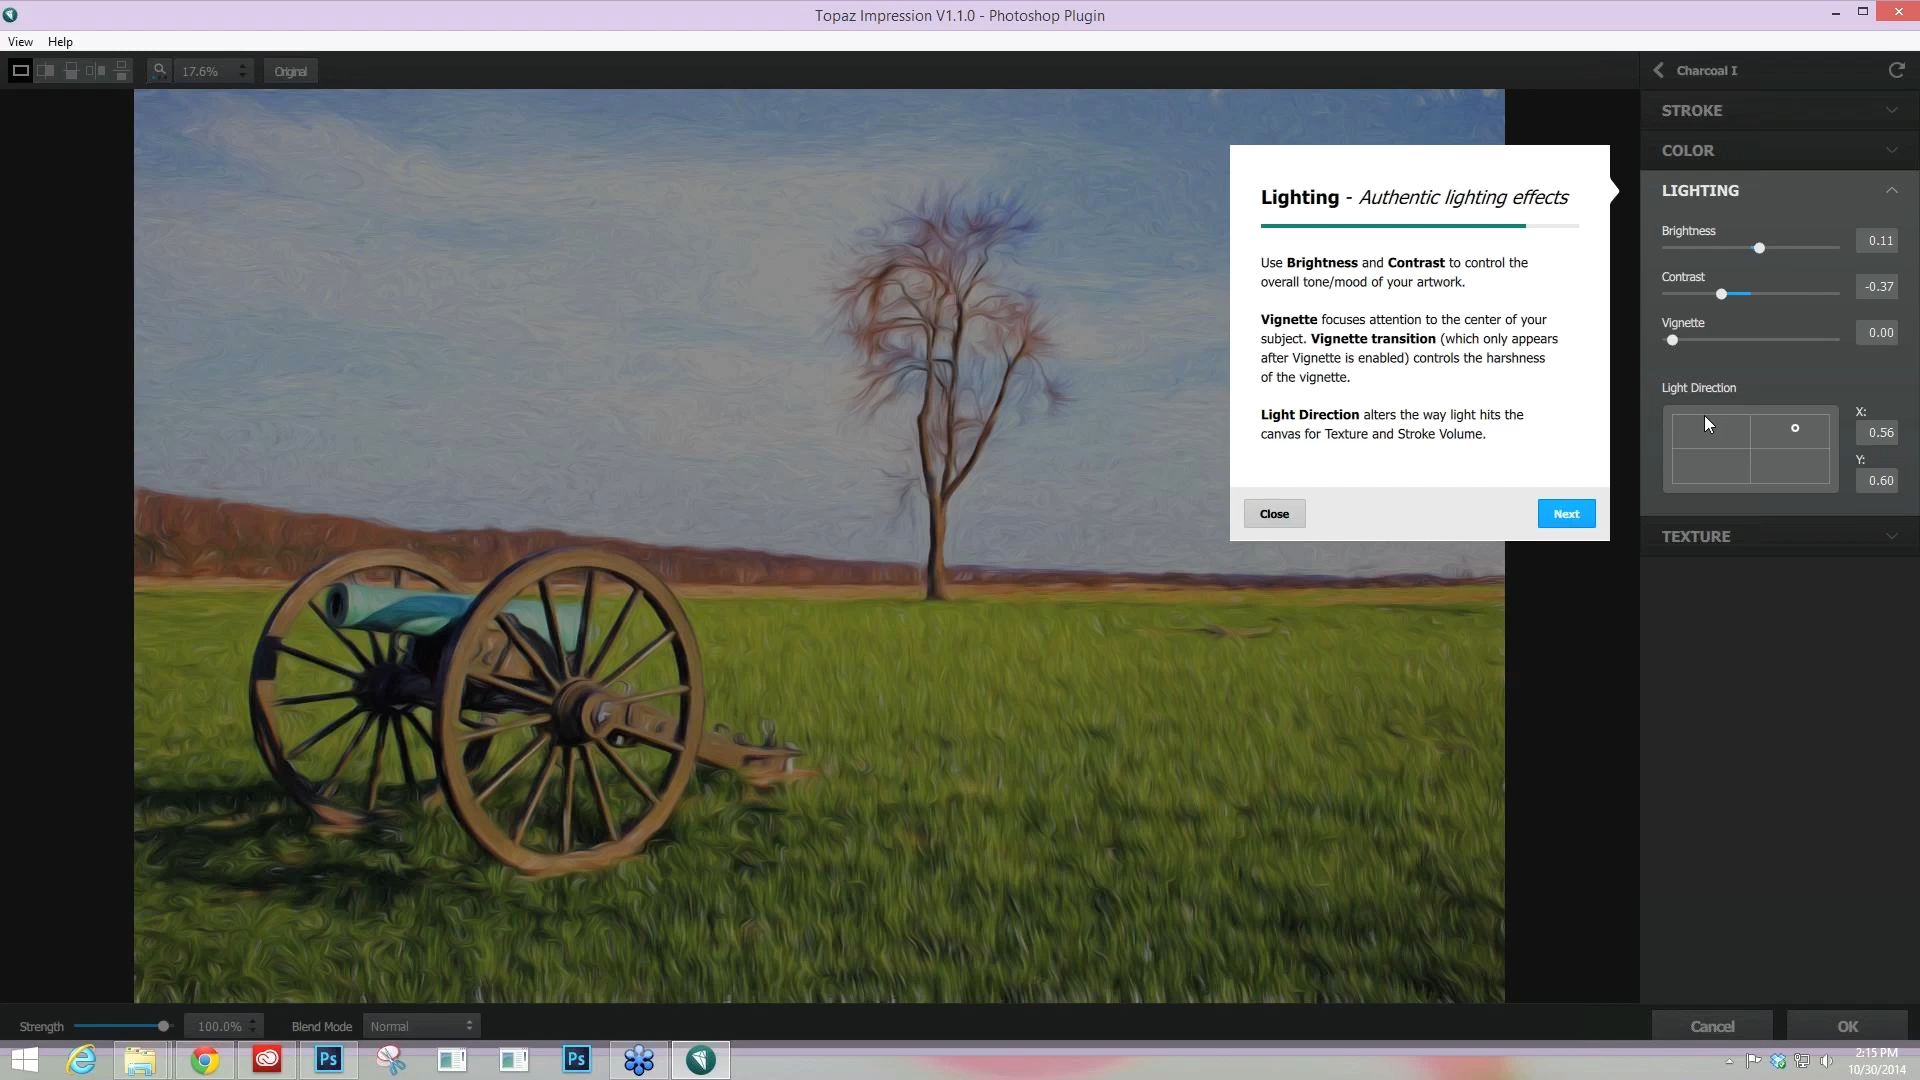 Topaz Impression V1.1.0 - Photoshop Plugin
View Help
17.6% Original
Charcoal I
STROKE
COLOR
LIGHTING
Brightness
0.11
Contrast
-0.37
Vignette
0.00
Light Direction
X:
0.56
Y:
0.60
TEXTURE
Lighting - Authentic lighting effects
Use Brightness and Contrast to control the
overall tone/mood of your artwork.
Vignette focuses attention to the center of your
subject. Vignette transition (which only appears
after Vignette is enabled) controls the harshness
of the vignette.
Light Direction alters the way light hits the
canvas for Texture and Stroke Volume.
Close Next
Strength 100.0% Blend Mode Normal
Cancel OK
Ps Ps
2:15 PM
10/30/2014